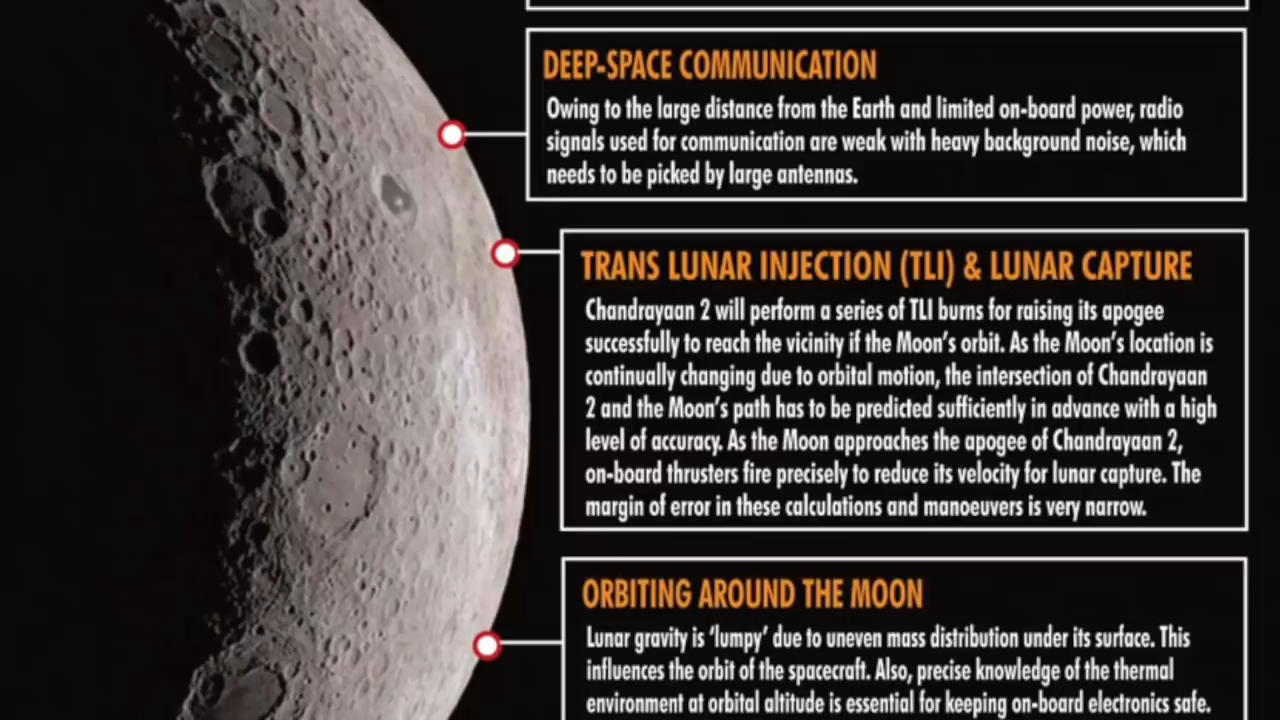 DEEP-SPACE COMMUNICATION
Owing to the large distance from the Earth and limited on-board power, radio
signals used for communication are weak with heavy background noise, which
needs to be picked by large antennas.
TRANS LUNAR INJECTION (TLI) & LUNAR CAPTURE
Chandrayaan 2 will perform a series of TLI burns for raising its apogee
successfully to reach the vicinity if the Moon's orbit. As the Moon's location is
continually changing due to orbital motion, the intersection of Chandrayaan
2 and the Moon's path has to be predicted sufficiently in advance with a high
level of accuracy. As the Moon approaches the apogee of Chandrayaan 2,
on-board thrusters fire precisely to reduce its velocity for lunar capture. The
margin of error in these calculations and manoeuvers is very narrow.
ORBITING AROUND THE MOON
Lunar gravity is 'lumpy' due to uneven mass distribution under its surface. This
influences the orbit of the spacecraft. Also, precise knowledge of the thermal
environment at orbital altitude is essential for keeping on-board electronics safe.